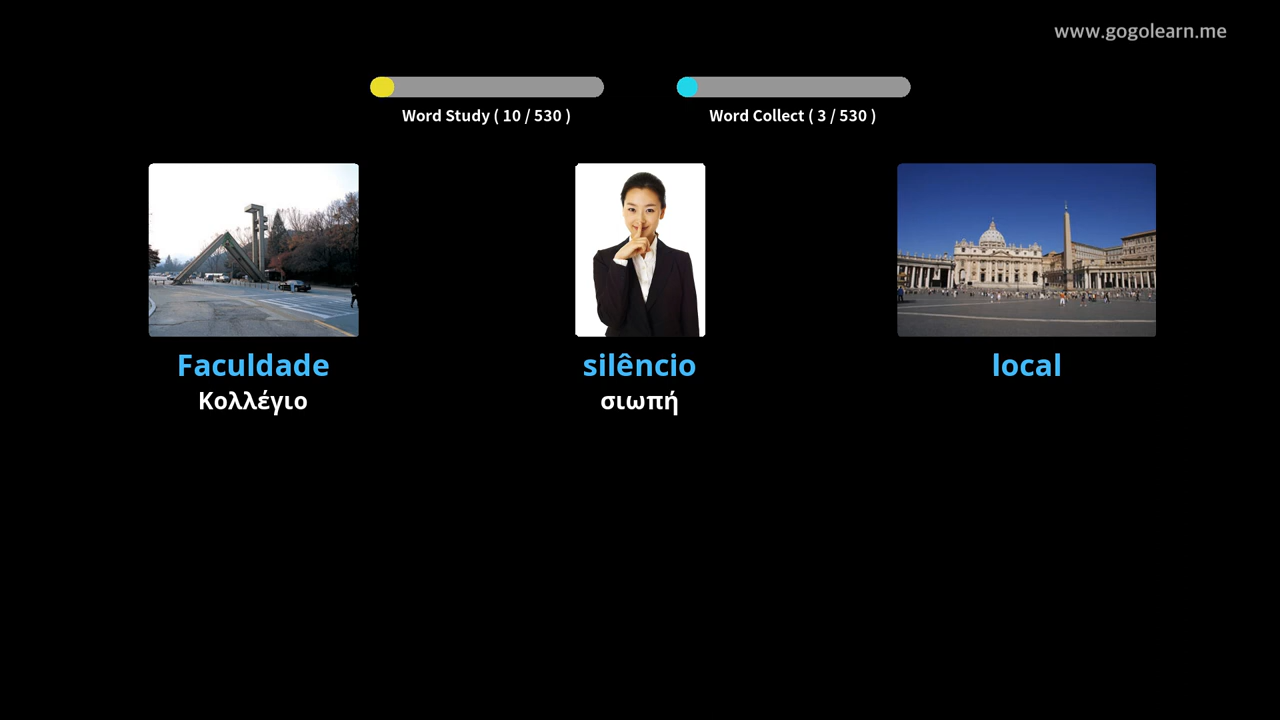 www.gogolearn.me
Word Study ( 10 / 530 )
Word Collect ( 3 / 530 )
Faculdade
Κολλέγιο
silêncio
σιωπή
local